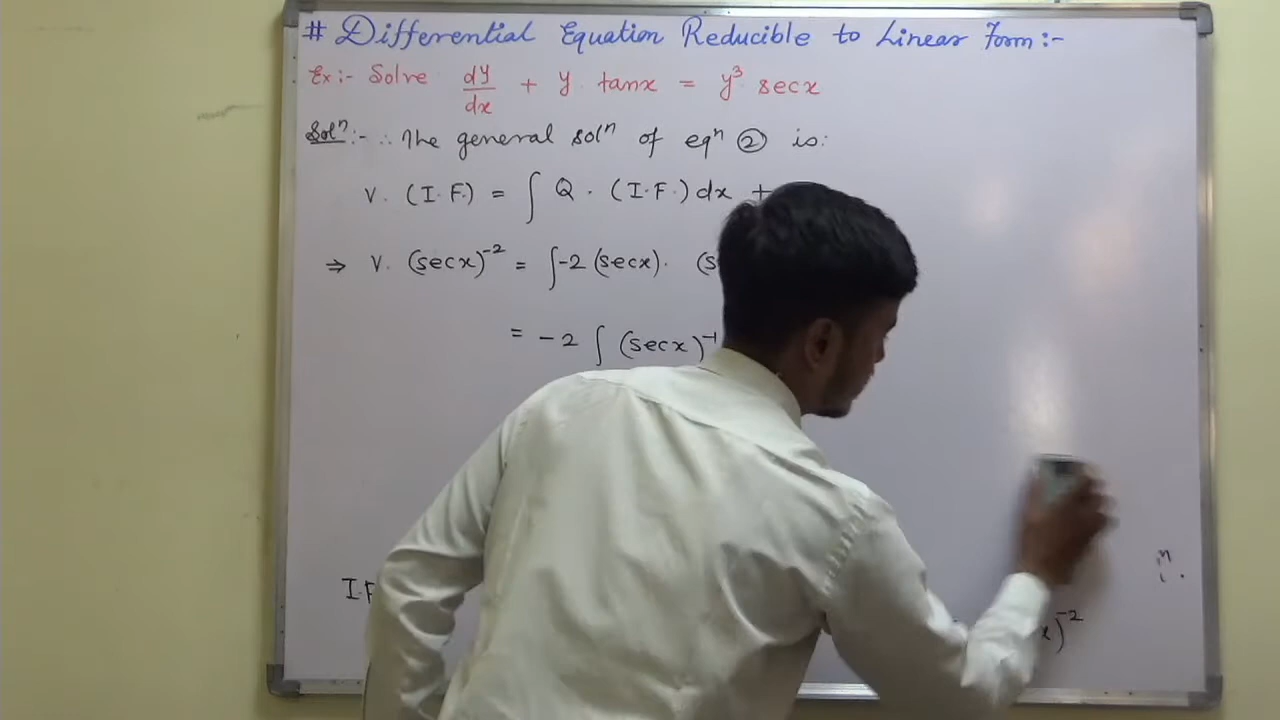 # Differential Equation Reducible to Linear Form:-
Ex:- Solve dy/dx + y tanx = y³ secx
Solⁿ:- ∴ The general solⁿ of eqⁿ ② is:
V. (I.F.) = ∫ Q . (I.F.) dx +
⇒ V. (secx)⁻² = ∫-2 (secx). (s
= -2 ∫ (secx)⁻¹
I.F
x)⁻²